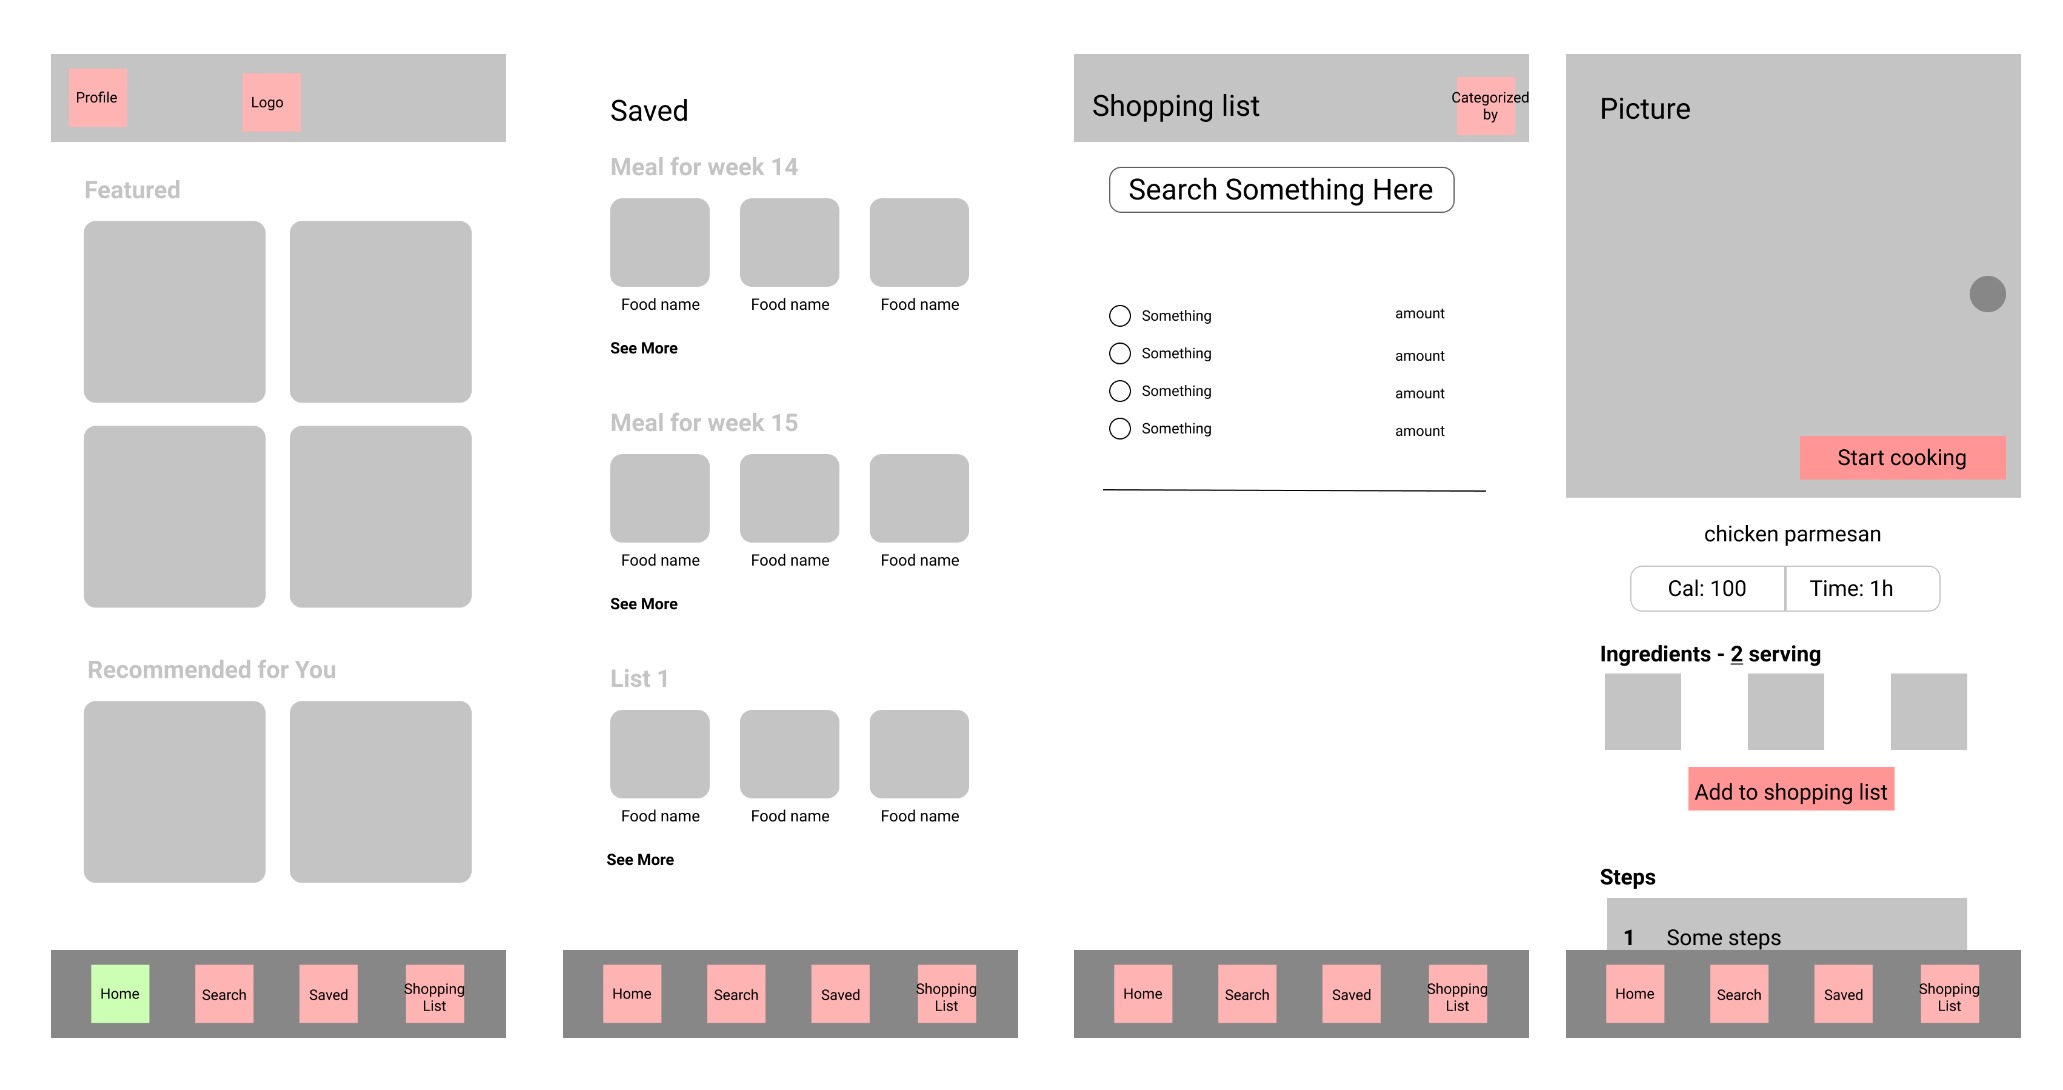 Profile
Logo
Featured
Recommended for You
Home
Search
Saved
Shopping
List
Saved
Meal for week 14
Food name
Food name
Food name
See More
Meal for week 15
Food name
Food name
Food name
See More
List 1
Food name
Food name
Food name
See More
Home
Search
Saved
Shopping
List
Shopping list
Categorized
by
Search Something Here
Something amount
Something amount
Something amount
Something amount
Home
Search
Saved
Shopping
List
Picture
Start cooking
chicken parmesan
Cal: 100
Time: 1h
Ingredients - 2 serving
Add to shopping list
Steps
1 Some steps
Home
Search
Saved
Shopping
List